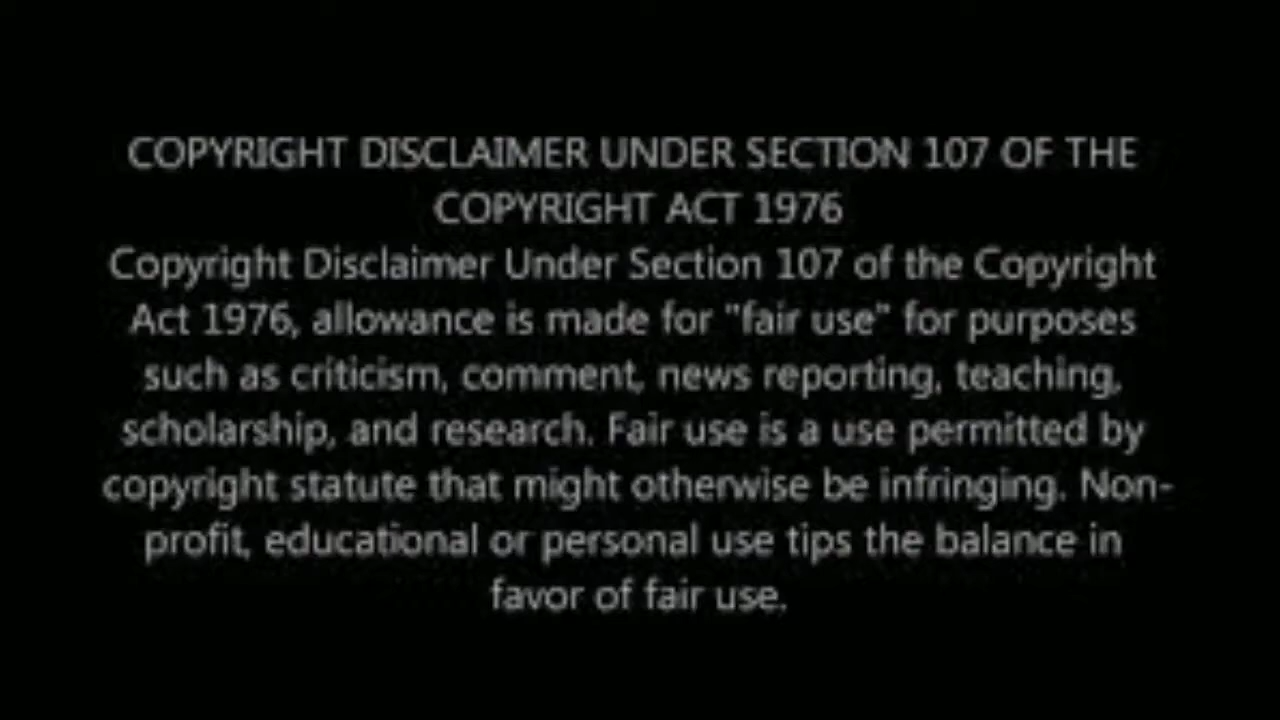 COPYRIGHT DISCLAIMER UNDER SECTION 107 OF THE
COPYRIGHT ACT 1976
Copyright Disclaimer Under Section 107 of the Copyright
Act 1976, allowance is made for "fair use" for purposes
such as criticism, comment, news reporting, teaching,
scholarship, and research. Fair use is a use permitted by
copyright statute that might otherwise be infringing. Non-
profit, educational or personal use tips the balance in
favor of fair use.